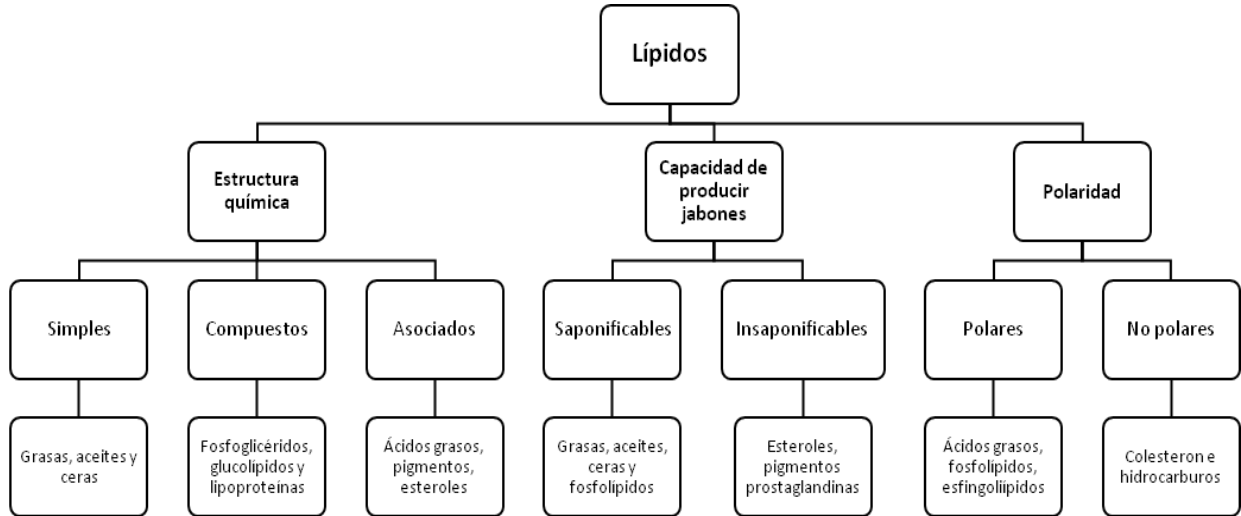 Lípidos
Estructura
química
Capacidad de
producir
jabones
Polaridad
Simples
Compuestos
Asociados
Saponificables
Insaponificables
Polares
No polares
Grasas, aceites y
ceras
Fosfoglicéridos,
glucolípidos y
lipoproteínas
Ácidos grasos,
pigmentos,
esteroles
Grasas, aceites,
ceras y
fosfolípidos
Esteroles,
pigmentos
prostaglandinas
Ácidos grasos,
fosfolípidos,
esfingoliípidos
Colesteron e
hidrocarburos